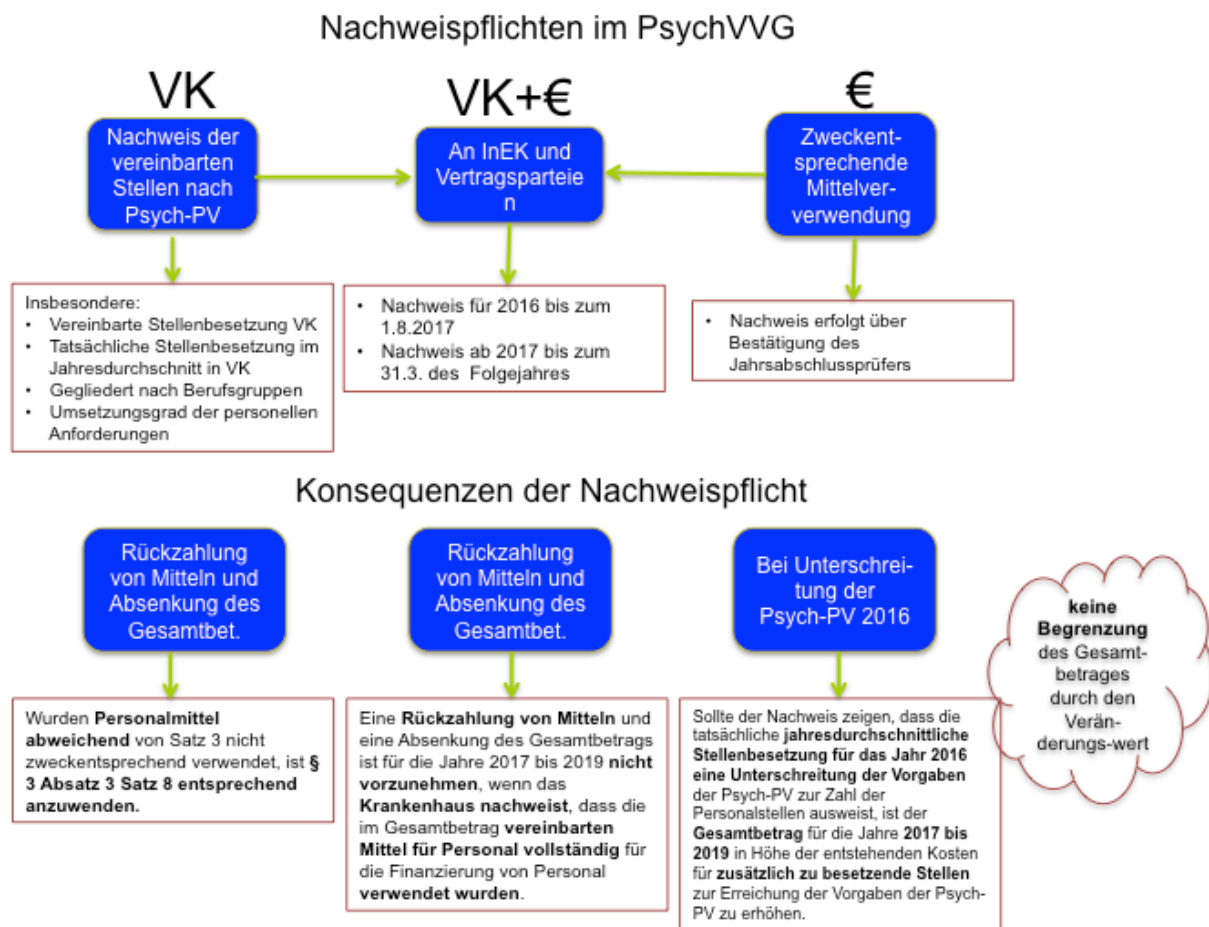 Nachweispflichten im PsychVVG
VK
VK+€
€
Nachweis der
vereinbarten
Stellen nach
Psych-PV
An InEK und
Vertragsparteie
n
Zweckent-
sprechende
Mittelver-
verwendung
Insbesondere:
• Vereinbarte Stellenbesetzung VK
• Tatsächliche Stellenbesetzung im
Jahresdurchschnitt in VK
• Gegliedert nach Berufsgruppen
• Umsetzungsgrad der personellen
Anforderungen
• Nachweis für 2016 bis zum
1.8.2017
• Nachweis ab 2017 bis zum
31.3. des Folgejahres
• Nachweis erfolgt über
Bestätigung des
Jahrsabschlussprüfers
Konsequenzen der Nachweispflicht
Rückzahlung
von Mitteln und
Absenkung des
Gesamtbet.
Rückzahlung
von Mitteln und
Absenkung des
Gesamtbet.
Bei Unterschrei-
tung der
Psych-PV 2016
keine
Begrenzung
des Gesamt-
betrages
durch den
Verän-
derungs-wert
Wurden Personalmittel
abweichend von Satz 3 nicht
zweckentsprechend verwendet, ist §
3 Absatz 3 Satz 8 entsprechend
anzuwenden.
Eine Rückzahlung von Mitteln und
eine Absenkung des Gesamtbetrags
ist für die Jahre 2017 bis 2019 nicht
vorzunehmen, wenn das
Krankenhaus nachweist, dass die
im Gesamtbetrag vereinbarten
Mittel für Personal vollständig für
die Finanzierung von Personal
verwendet wurden.
Sollte der Nachweis zeigen, dass die
tatsächliche jahresdurchschnittliche
Stellenbesetzung für das Jahr 2016
eine Unterschreitung der Vorgaben
der Psych-PV zur Zahl der
Personalstellen ausweist, ist der
Gesamtbetrag für die Jahre 2017 bis
2019 in Höhe der entstehenden Kosten
für zusätzlich zu besetzende Stellen
zur Erreichung der Vorgaben der Psych-
PV zu erhöhen.